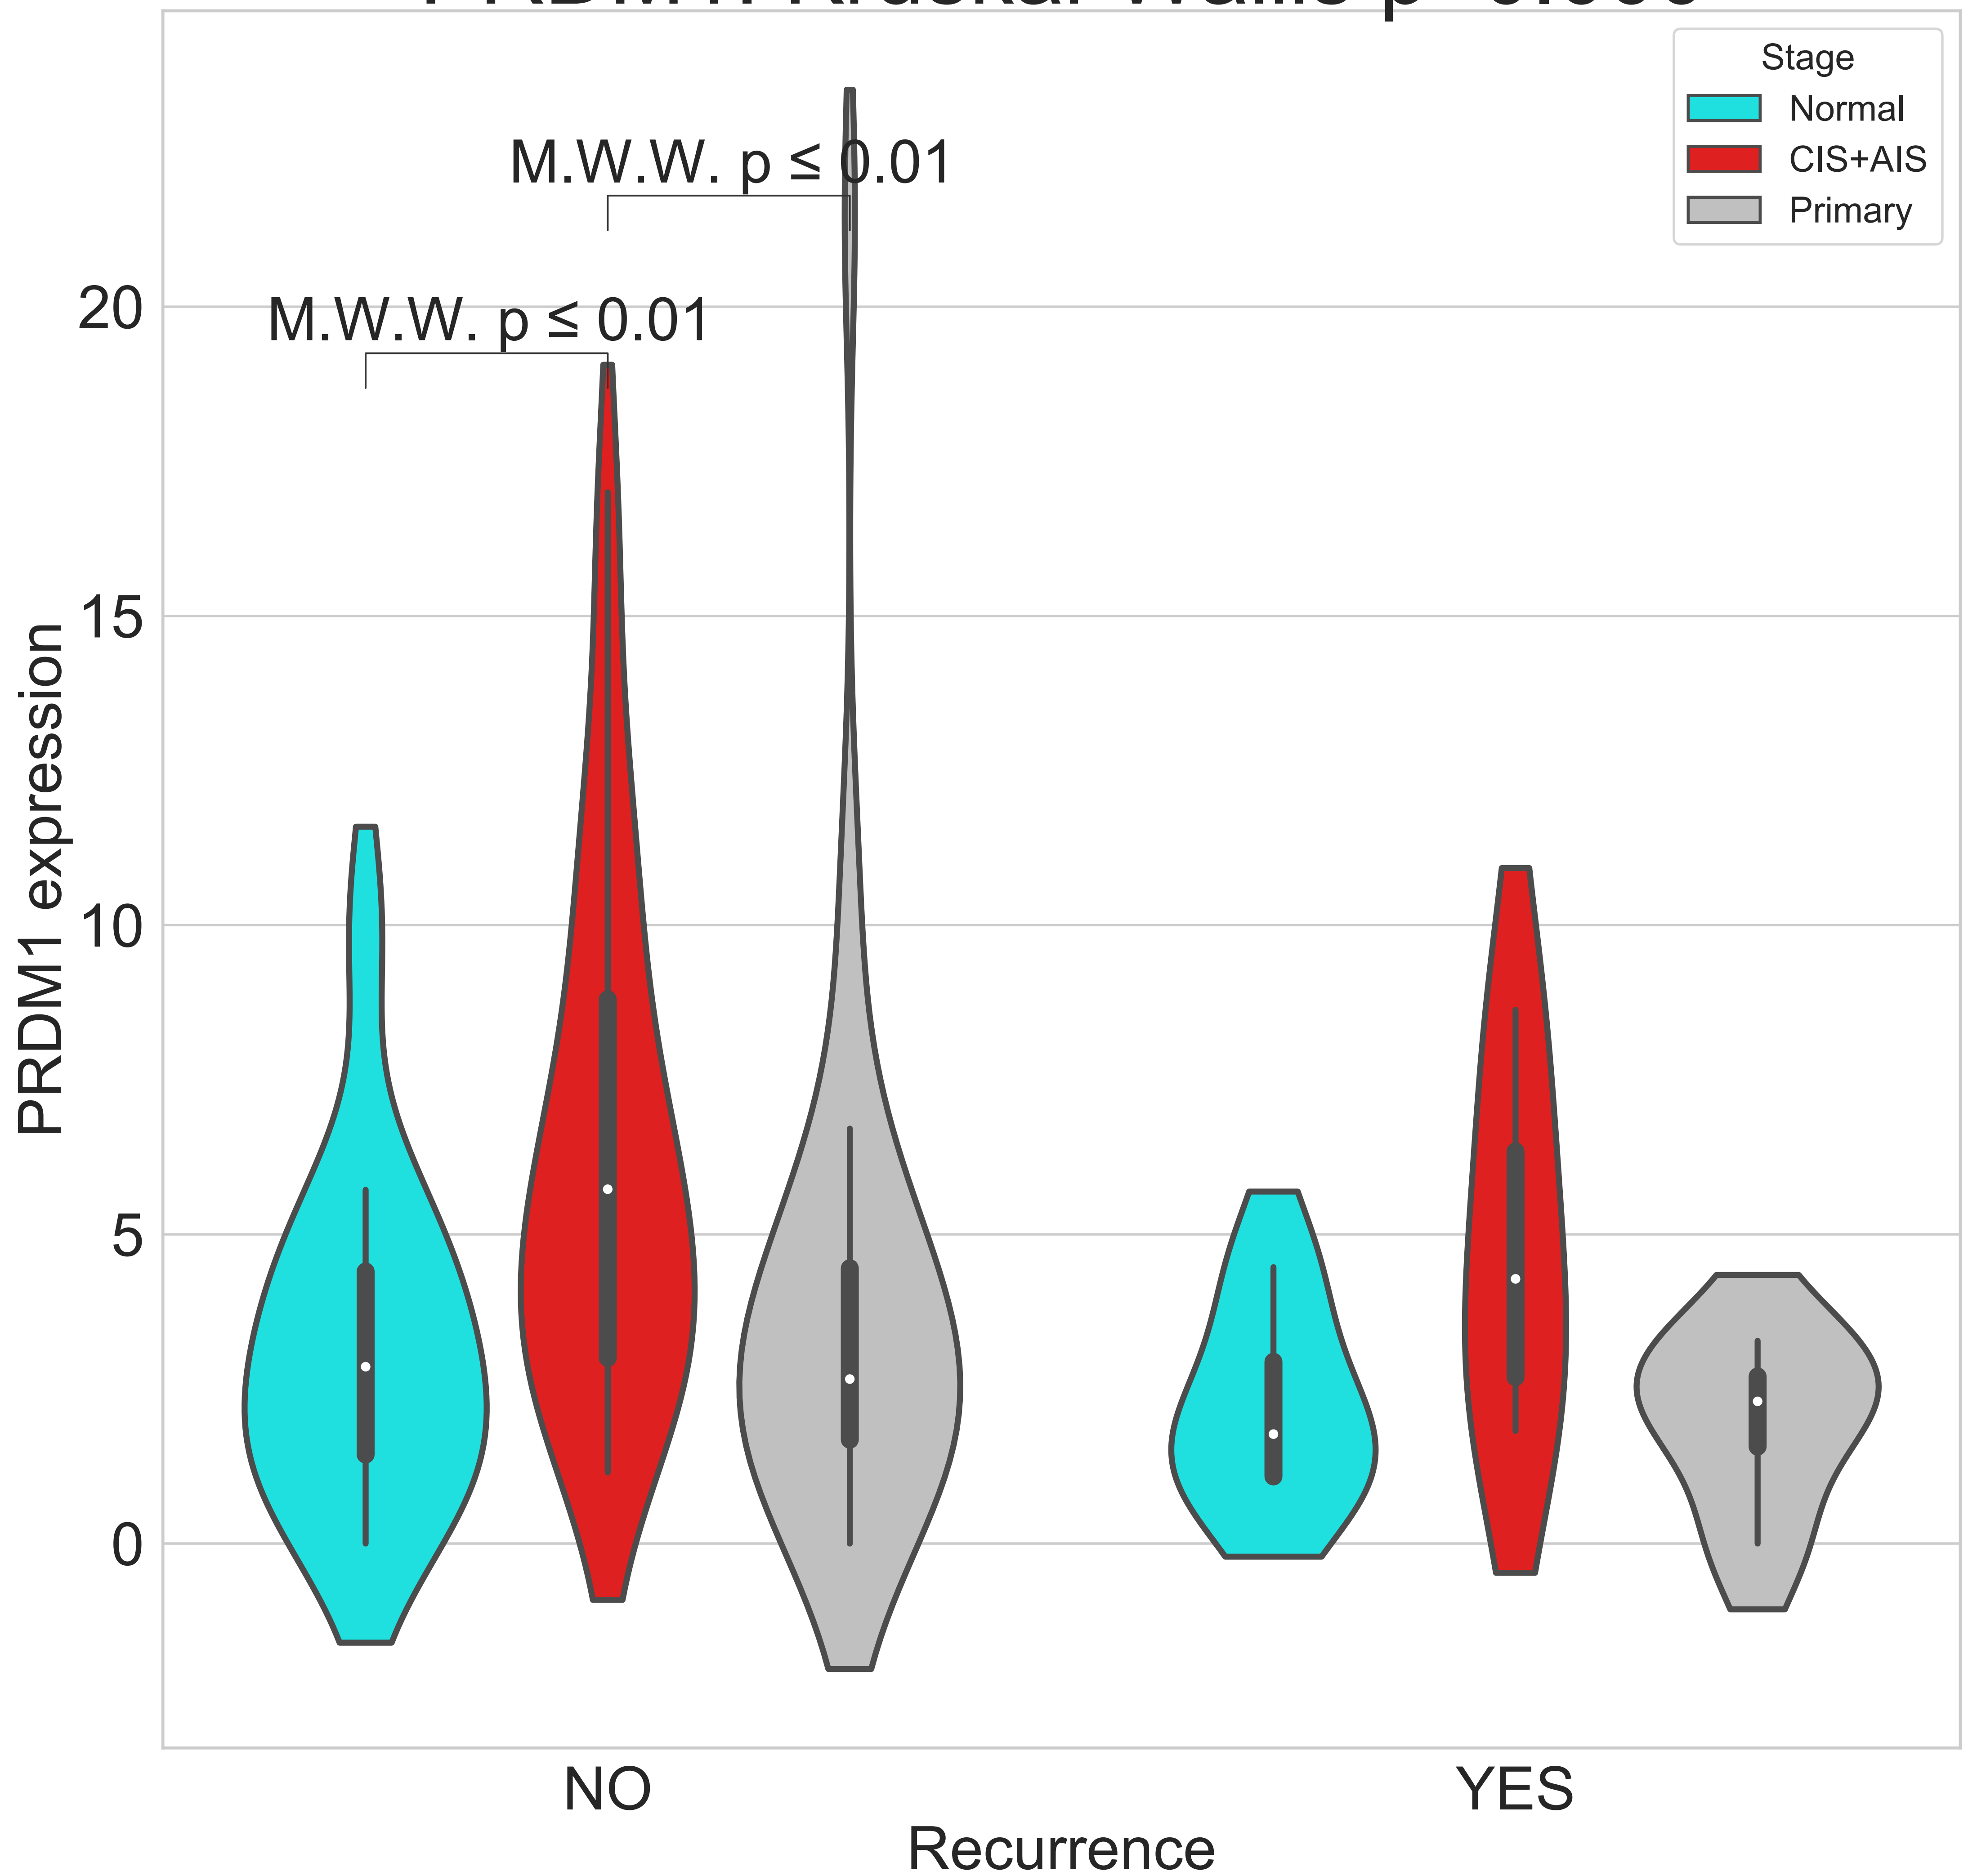 Stage
Normal
CIS+AIS
Primary
M.W.W. p ≤ 0.01
M.W.W. p ≤ 0.01
20
15
10
5
0
PRDM1 expression
NO
YES
Recurrence